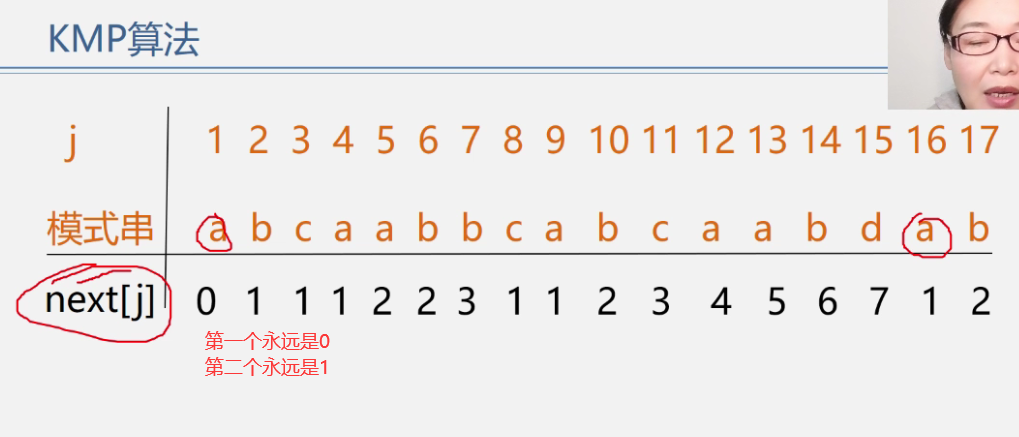 KMP算法
j 1 2 3 4 5 6 7 8 9 10 11 12 13 14 15 16 17
模式串 a b c a a b b c a b c a a b d a b
next[j] 0 1 1 1 2 2 3 1 1 2 3 4 5 6 7 1 2
第一个永远是0
第二个永远是1